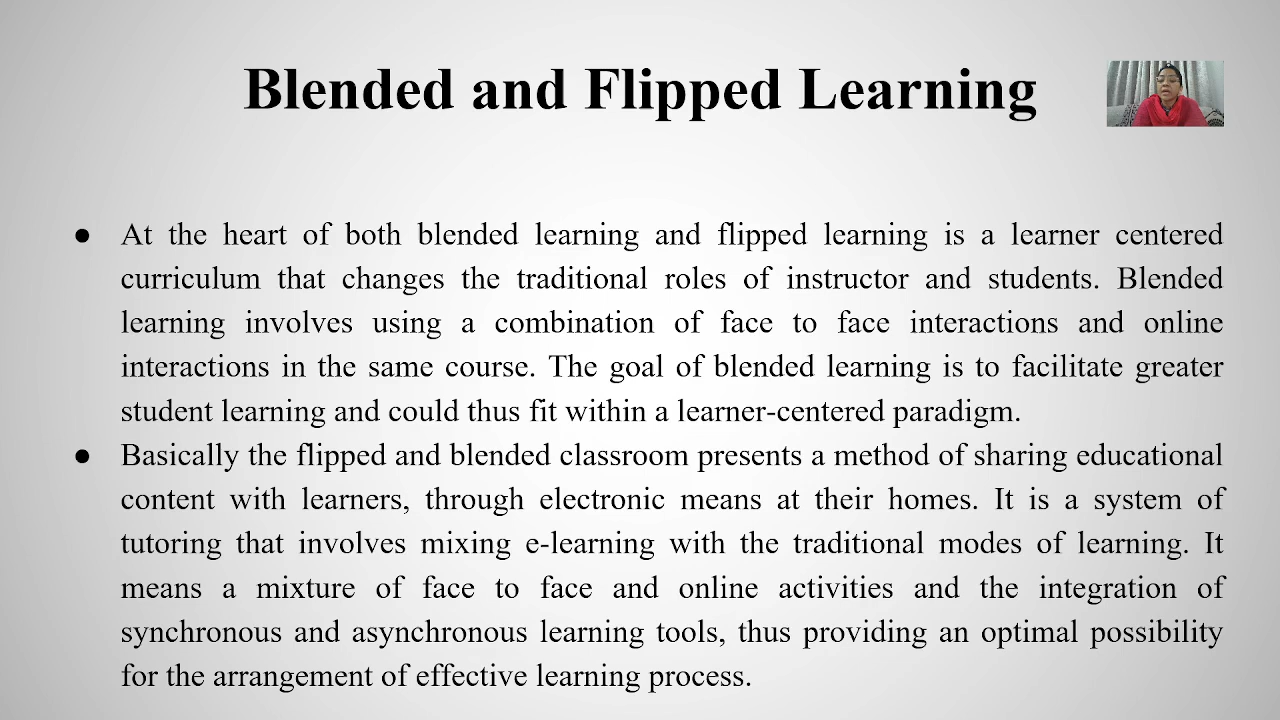 Blended and Flipped Learning
● At the heart of both blended learning and flipped learning is a learner centered
curriculum that changes the traditional roles of instructor and students. Blended
learning involves using a combination of face to face interactions and online
interactions in the same course. The goal of blended learning is to facilitate greater
student learning and could thus fit within a learner-centered paradigm.
● Basically the flipped and blended classroom presents a method of sharing educational
content with learners, through electronic means at their homes. It is a system of
tutoring that involves mixing e-learning with the traditional modes of learning. It
means a mixture of face to face and online activities and the integration of
synchronous and asynchronous learning tools, thus providing an optimal possibility
for the arrangement of effective learning process.